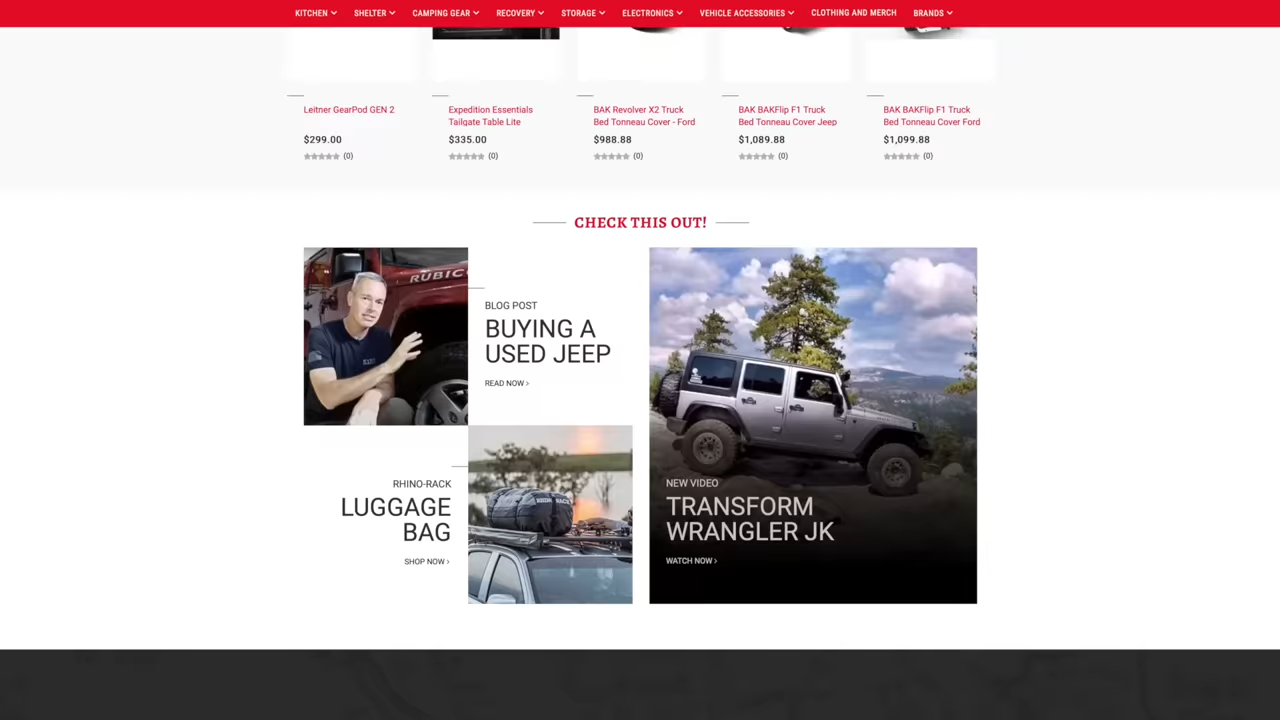 KITCHEN SHELTER CAMPING GEAR RECOVERY STORAGE ELECTRONICS VEHICLE ACCESSORIES CLOTHING AND MERCH BRANDS
Leitner GearPod GEN 2
$299.00
(0)
Expedition Essentials
Tailgate Table Lite
$335.00
(0)
BAK Revolver X2 Truck
Bed Tonneau Cover - Ford
$988.88
(0)
BAK BAKFlip F1 Truck
Bed Tonneau Cover Jeep
$1,089.88
(0)
BAK BAKFlip F1 Truck
Bed Tonneau Cover Ford
$1,099.88
(0)
CHECK THIS OUT!
RUBICO
BLOG POST
BUYING A
USED JEEP
READ NOW >
RHINO-RACK
LUGGAGE
BAG
SHOP NOW >
RHINO RACK
NEW VIDEO
TRANSFORM
WRANGLER JK
WATCH NOW >